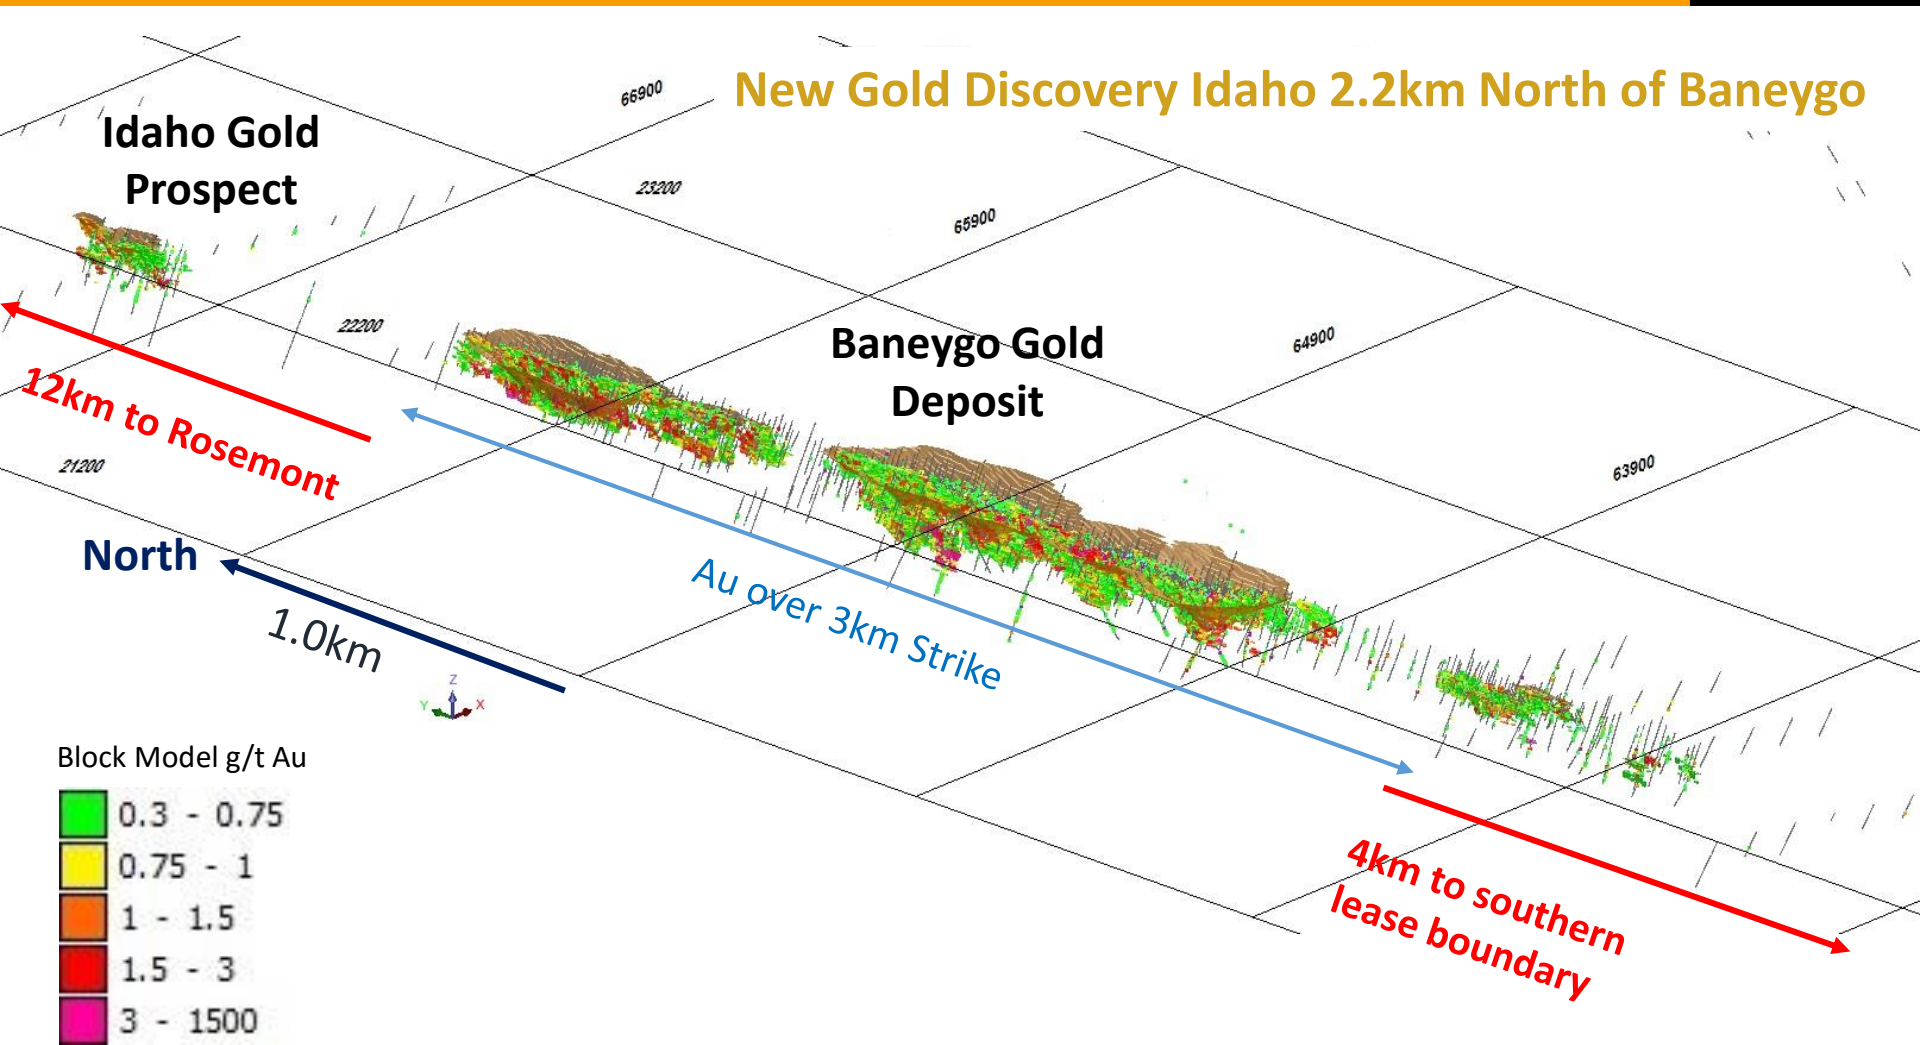 New Gold Discovery Idaho 2.2km North of Baneygo
66900
Idaho Gold
Prospect
23200
65900
22200
64900
Baneygo Gold
Deposit
12km to Rosemont
21200
63900
North
1.0km
Au over 3km Strike
Z
Y
X
4km to southern
lease boundary
Block Model g/t Au
0.3 - 0.75
0.75 - 1
1 - 1.5
1.5 - 3
3 - 1500